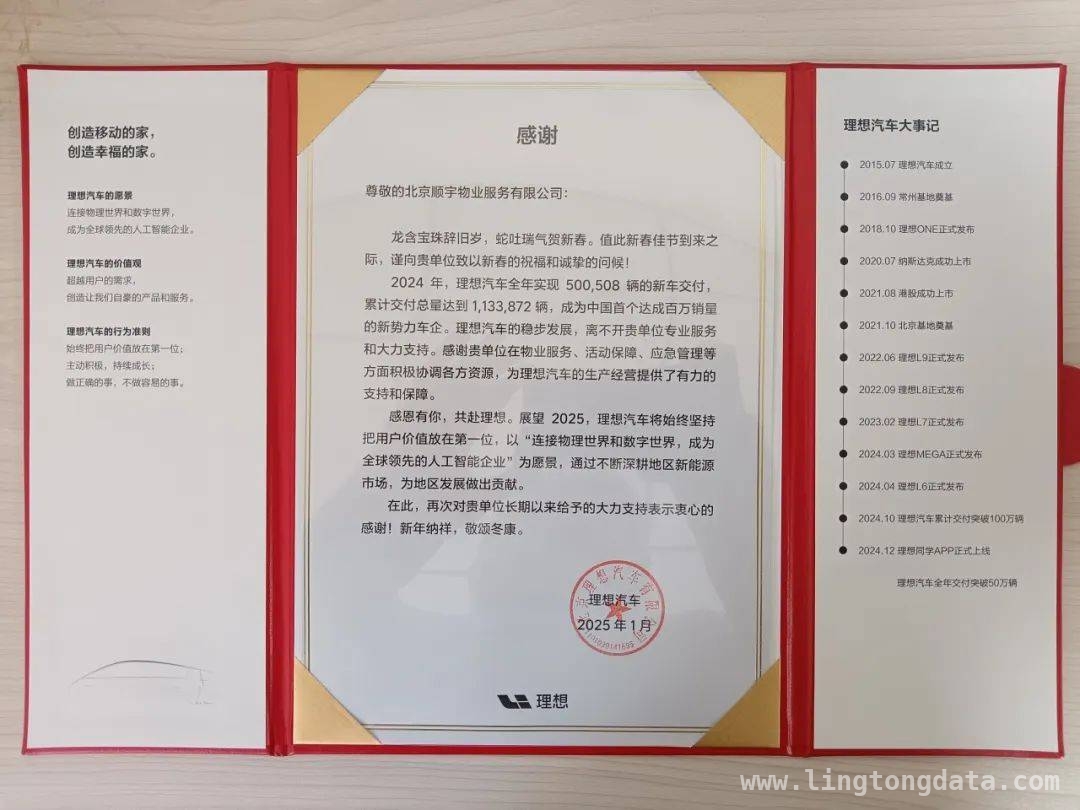 创造移动的家，
创造幸福的家。
理想汽车的愿景
连接物理世界和数字世界，
成为全球领先的人工智能企业。
理想汽车的价值观
超越用户的需求，
创造让我们自豪的产品和服务。
理想汽车的行为准则
始终把用户价值放在第一位；
主动积极，持续成长；
做正确的事，不做容易的事。
感谢
尊敬的北京顺宇物业服务有限公司：
龙含宝珠辞旧岁，蛇吐瑞气贺新春。值此新春佳节到来之
际，谨向贵单位致以新春的祝福和诚挚的问候！
2024 年，理想汽车全年实现 500,508 辆的新车交付，
累计交付总量达到 1,133,872 辆，成为中国首个达成百万销量
的新势力车企。理想汽车的稳步发展，离不开贵单位专业服务
和大力支持。感谢贵单位在物业服务、活动保障、应急管理等
方面积极协调各方资源，为理想汽车的生产经营提供了有力的
支持和保障。
感恩有你，共赴理想。展望 2025，理想汽车将始终坚持
把用户价值放在第一位，以“连接物理世界和数字世界，成为
全球领先的人工智能企业”为愿景，通过不断深耕地区新能源
市场，为地区发展做出贡献。
在此，再次对贵单位长期以来给予的大力支持表示衷心的
感谢！新年纳祥，敬颂冬康。
北京理想汽车有限公司
理想汽车
2025 年 1月
理想
理想汽车大事记
2015.07 理想汽车成立
2016.09 常州基地奠基
2018.10 理想ONE正式发布
2020.07 纳斯达克成功上市
2021.08 港股成功上市
2021.10 北京基地奠基
2022.06 理想L9正式发布
2022.09 理想L8正式发布
2023.02 理想L7正式发布
2024.03 理想MEGA正式发布
2024.04 理想L6正式发布
2024.10 理想汽车累计交付突破100万辆
2024.12 理想同学APP正式上线
理想汽车全年交付突破50万辆
www.lingtongdata.com